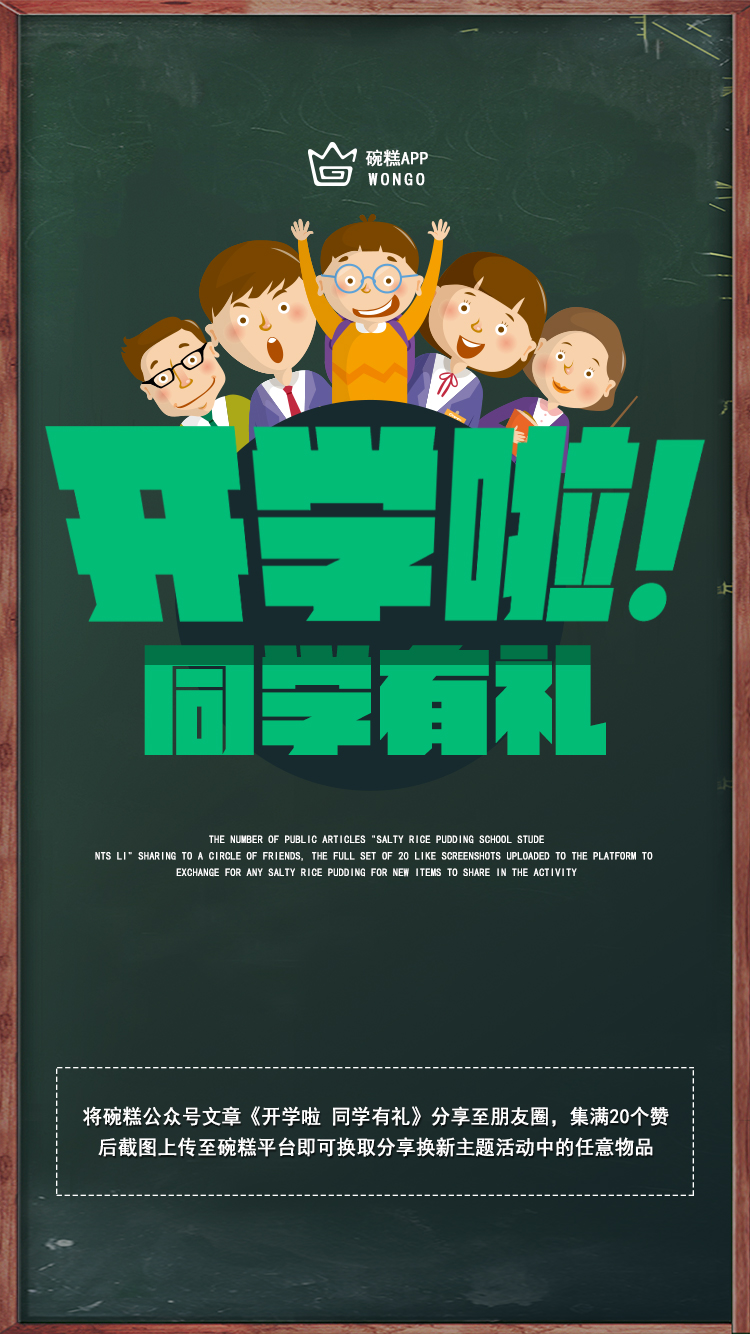 碗糕APP
WONGO
开学啦!
同学有礼
THE NUMBER OF PUBLIC ARTICLES "SALTY RICE PUDDING SCHOOL STUDE
NTS LI" SHARING TO A CIRCLE OF FRIENDS, THE FULL SET OF 20 LIKE SCREENSHOTS UPLOADED TO THE PLATFORM TO
EXCHANGE FOR ANY SALTY RICE PUDDING FOR NEW ITEMS TO SHARE IN THE ACTIVITY
将碗糕公众号文章《开学啦 同学有礼》分享至朋友圈，集满20个赞
后截图上传至碗糕平台即可换取分享换新主题活动中的任意物品